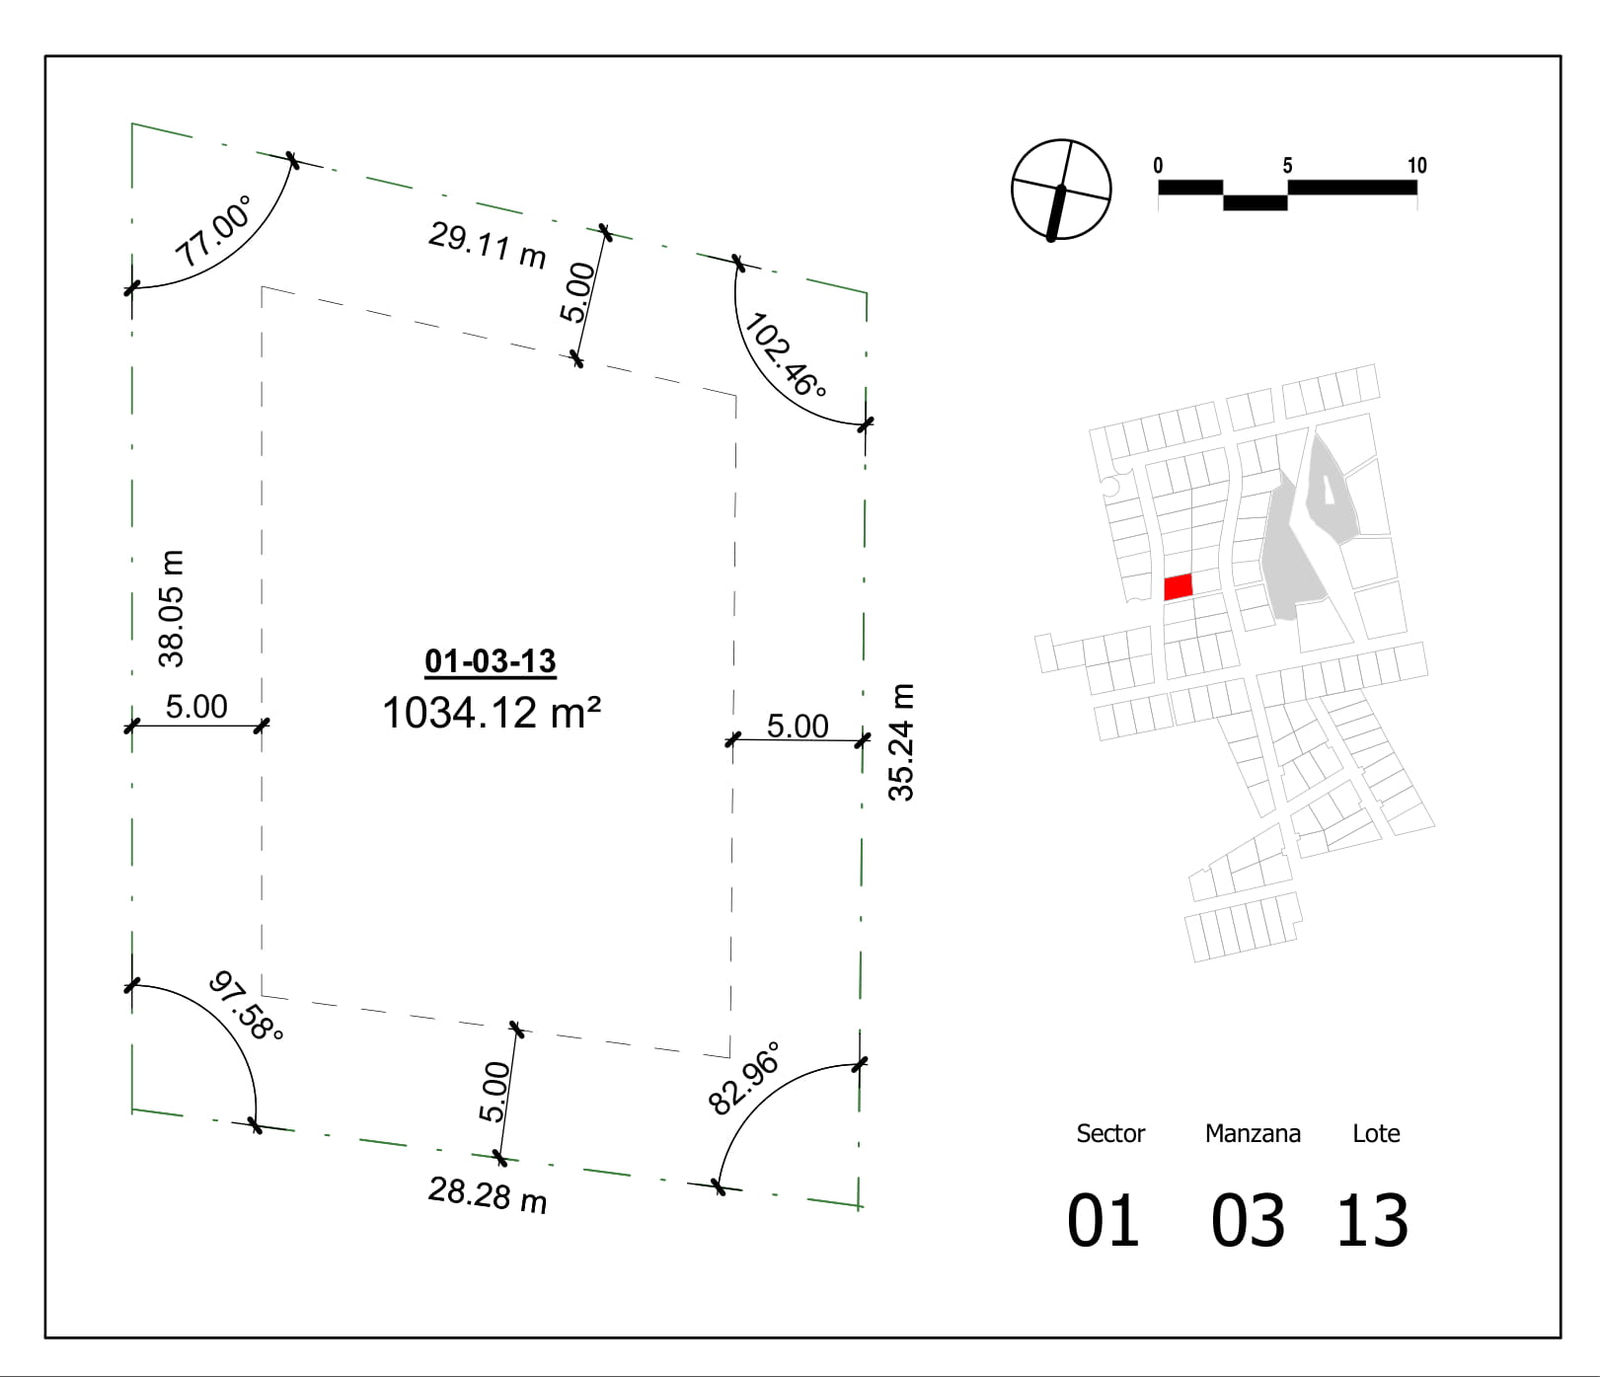 0 5 10
77.00°
29.11 m
5.00
102.46°
38.05 m
01-03-13
1034.12 m²
5.00
5.00
35.24 m
97.58°
5.00
82.96°
28.28 m
Sector Manzana Lote
01 03 13